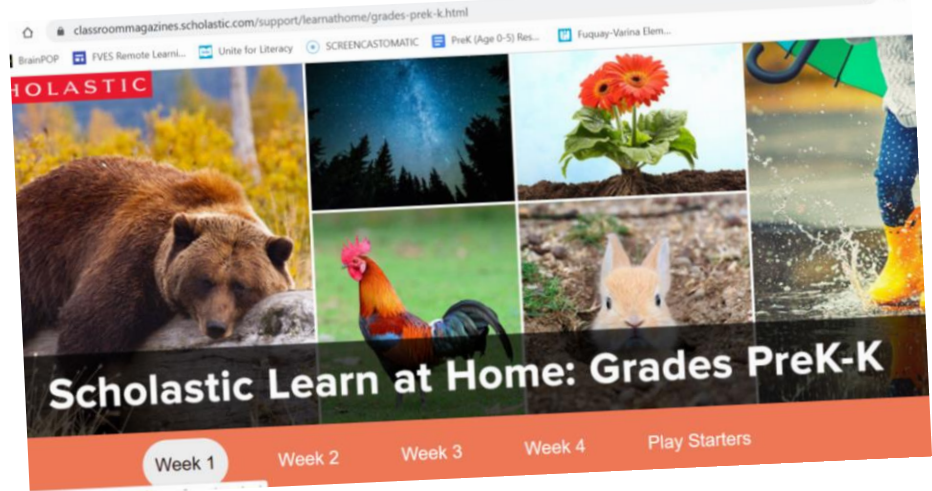 classroommagazines.scholastic.com/support/learnathome/grades-prek-k.html
BrainPOP FVES Remote Learni... Unite for Literacy SCREENCASTOMATIC PreK (Age 0-5) Res... Fuquay-Varina Elem...
HOLASTIC
Scholastic Learn at Home: Grades PreK-K
Week 1 Week 2 Week 3 Week 4 Play Starters